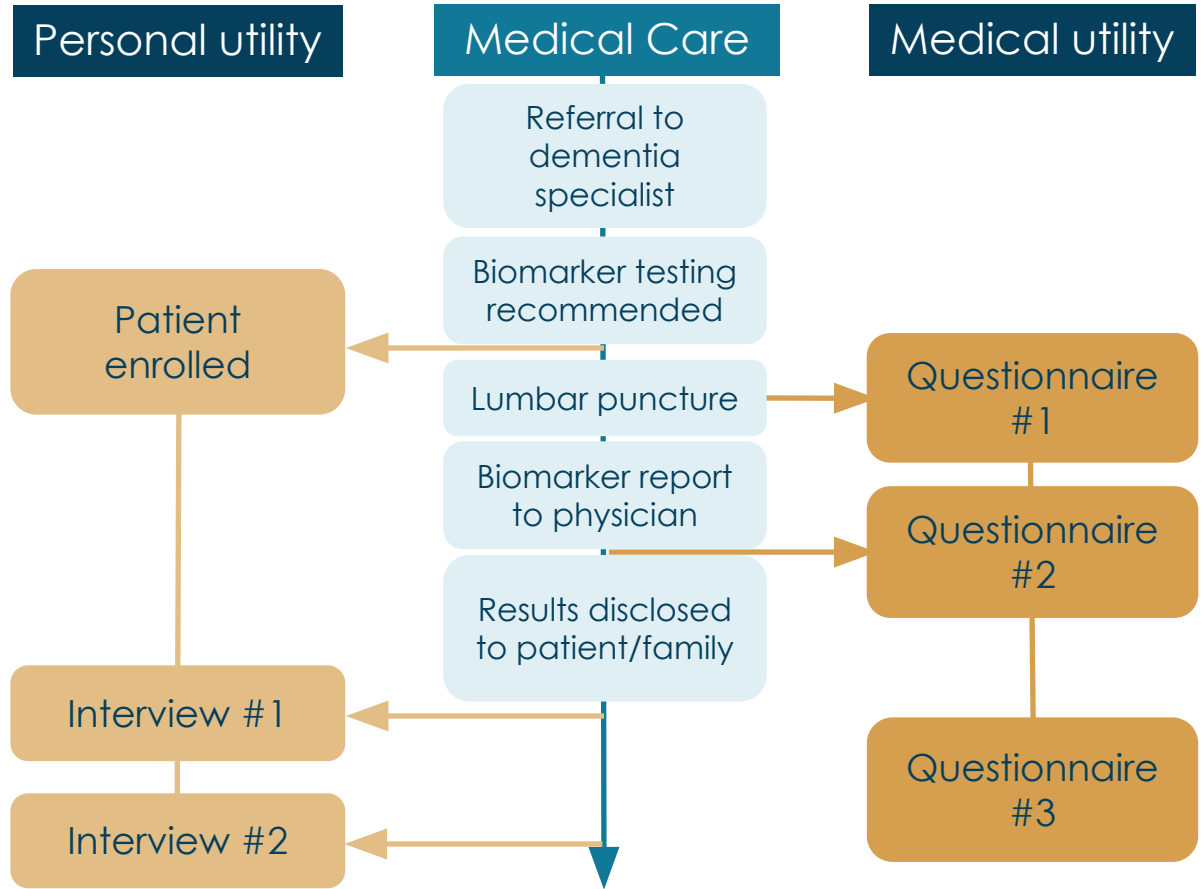 Personal utility
Medical Care
Medical utility
Referral to
dementia
specialist
Biomarker testing
recommended
Patient
enrolled
Lumbar puncture
Questionnaire
#1
Biomarker report
to physician
Questionnaire
#2
Results disclosed
to patient/family
Interview #1
Questionnaire
#3
Interview #2